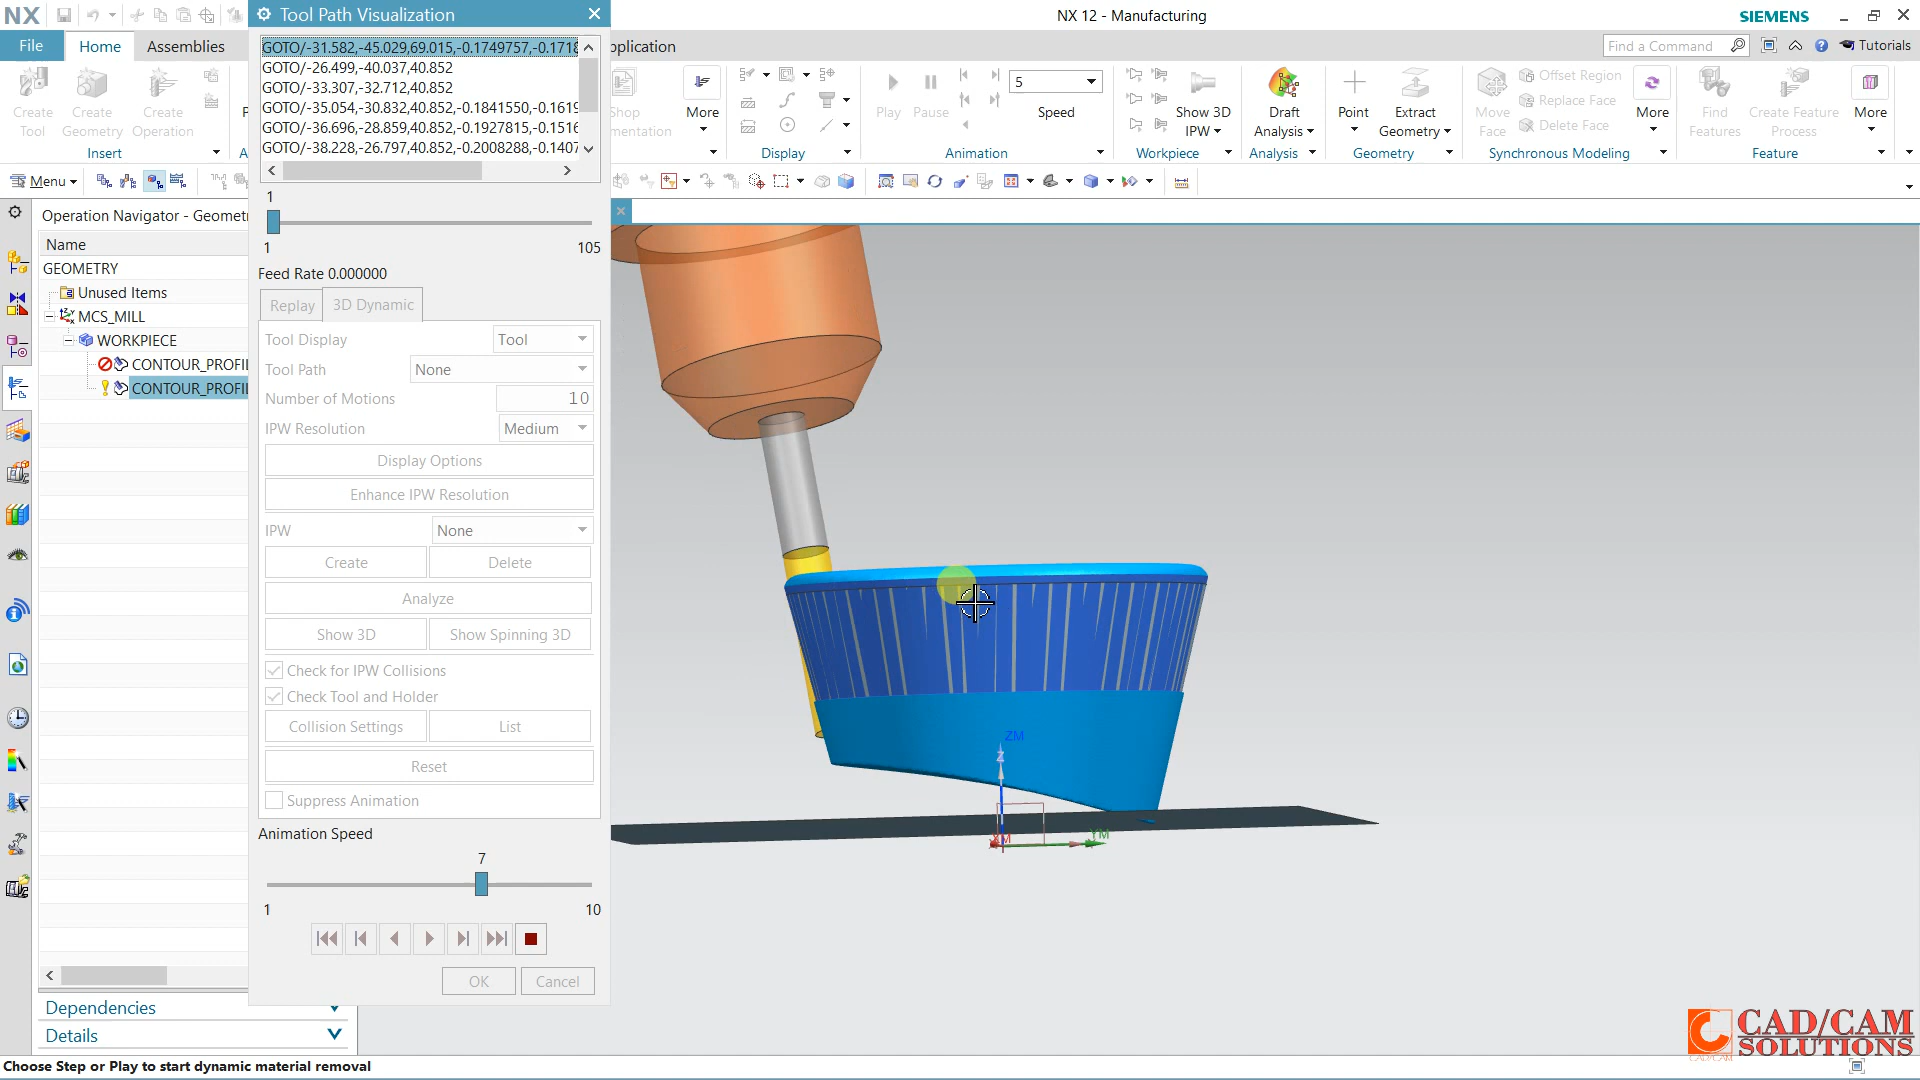 NX
Tool Path Visualization
NX 12 - Manufacturing
SIEMENS
File
Home
Assemblies
pplication
Find a Command
Tutorials
Create Tool
Create Geometry
Create Operation
Insert
Shop
mentation
More
Display
Play
Pause
5
Speed
Animation
Show 3D IPW
Workpiece
Draft Analysis
Analysis
Point
Extract Geometry
Geometry
Move Face
Offset Region
Replace Face
Delete Face
More
Synchronous Modeling
Find Features
Create Feature Process
More
Feature
Menu
GOTO/-31.582,-45.029,69.015,-0.1749757,-0.1718
GOTO/-26.499,-40.037,40.852
GOTO/-33.307,-32.712,40.852
GOTO/-35.054,-30.832,40.852,-0.1841550,-0.1619
GOTO/-36.696,-28.859,40.852,-0.1927815,-0.1516
GOTO/-38.228,-26.797,40.852,-0.2008288,-0.1407
1
1
105
Feed Rate 0.000000
Replay
3D Dynamic
Tool Display
Tool
Tool Path
None
Number of Motions
10
IPW Resolution
Medium
Display Options
Enhance IPW Resolution
IPW
None
Create
Delete
Analyze
Show 3D
Show Spinning 3D
Check for IPW Collisions
Check Tool and Holder
Collision Settings
List
Reset
Suppress Animation
Animation Speed
7
1
10
OK
Cancel
Operation Navigator - Geomet
Name
GEOMETRY
Unused Items
MCS_MILL
WORKPIECE
CONTOUR_PROFI
CONTOUR_PROFI
Dependencies
Details
ZM
Z
XM
YM
CAD/CAM
SOLUTIONS
Choose Step or Play to start dynamic material removal